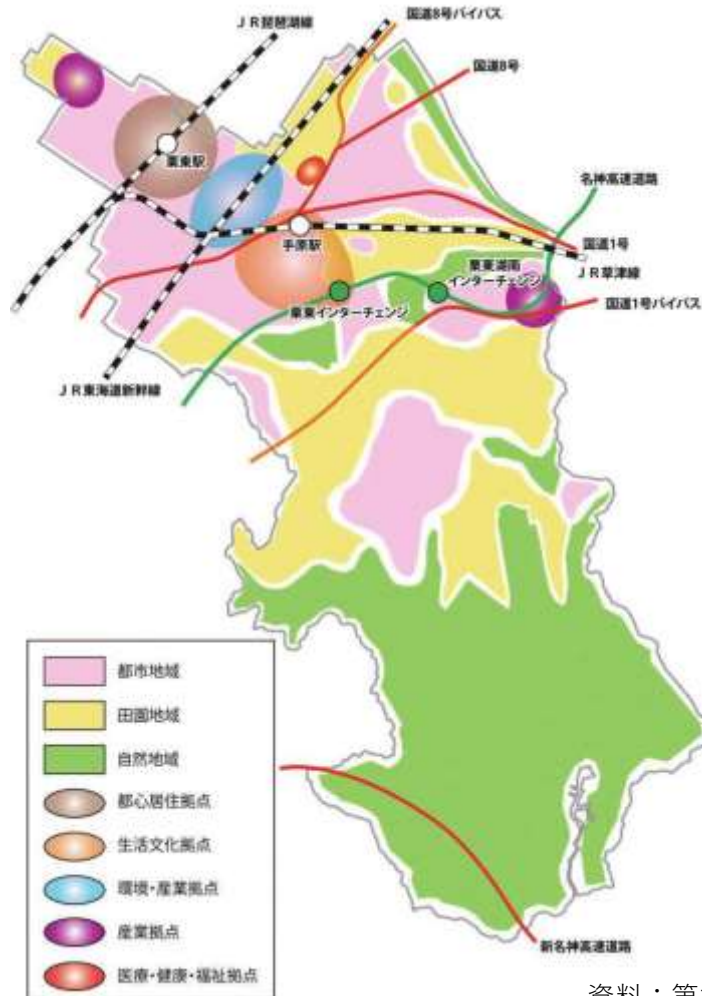 JR琵琶湖線
国道8号バイパス
国道8号
栗東駅
名神高速道路
手原駅
国道1号
JR草津線
栗東湖南
インターチェンジ
栗東インターチェンジ
国道1号バイパス
JR東海道新幹線
都市地域
田園地域
自然地域
都心居住拠点
生活文化拠点
環境・産業拠点
産業拠点
医療・健康・福祉拠点
新名神高速道路
資料：第